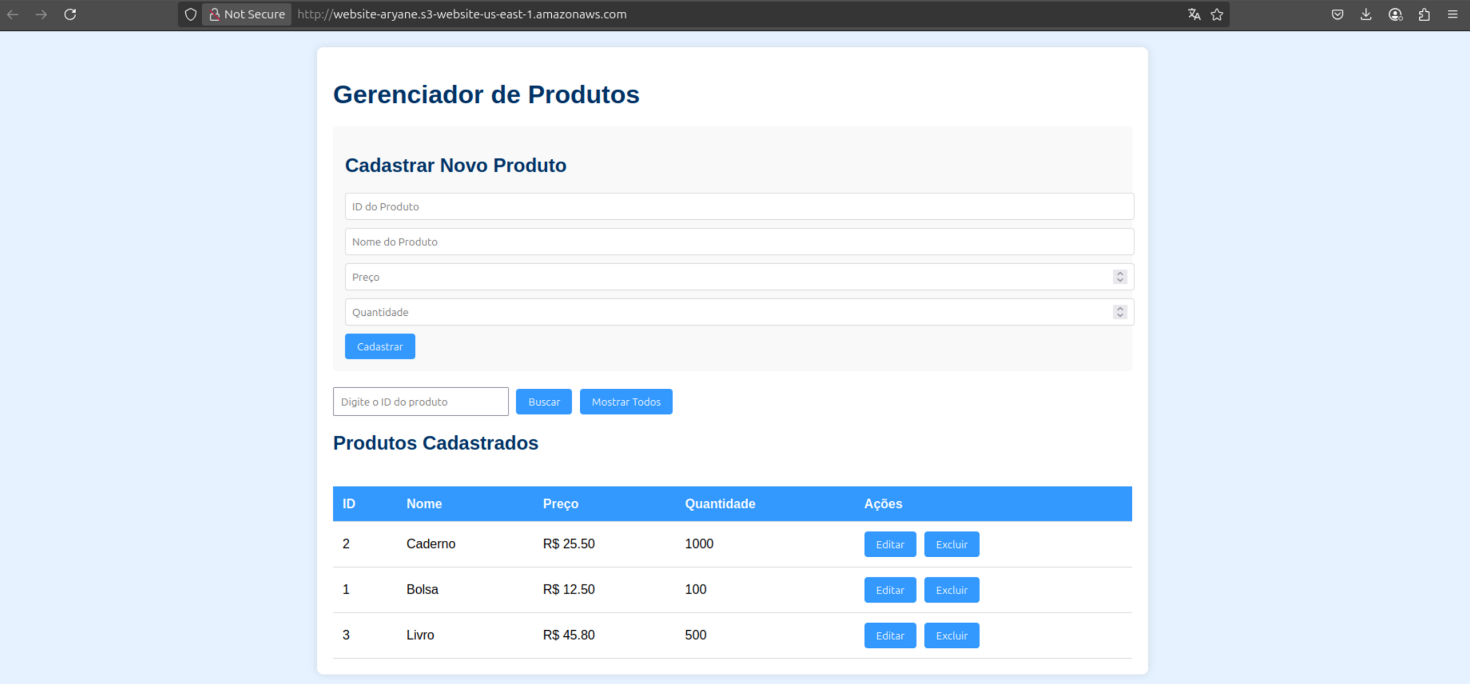 Not Secure http://website-aryane.s3-website-us-east-1.amazonaws.com
Gerenciador de Produtos
Cadastrar Novo Produto
ID do Produto
Nome do Produto
Preço
Quantidade
Cadastrar
Digite o ID do produto Buscar Mostrar Todos
Produtos Cadastrados
ID Nome Preço Quantidade Ações
2 Caderno R$ 25.50 1000 Editar Excluir
1 Bolsa R$ 12.50 100 Editar Excluir
3 Livro R$ 45.80 500 Editar Excluir